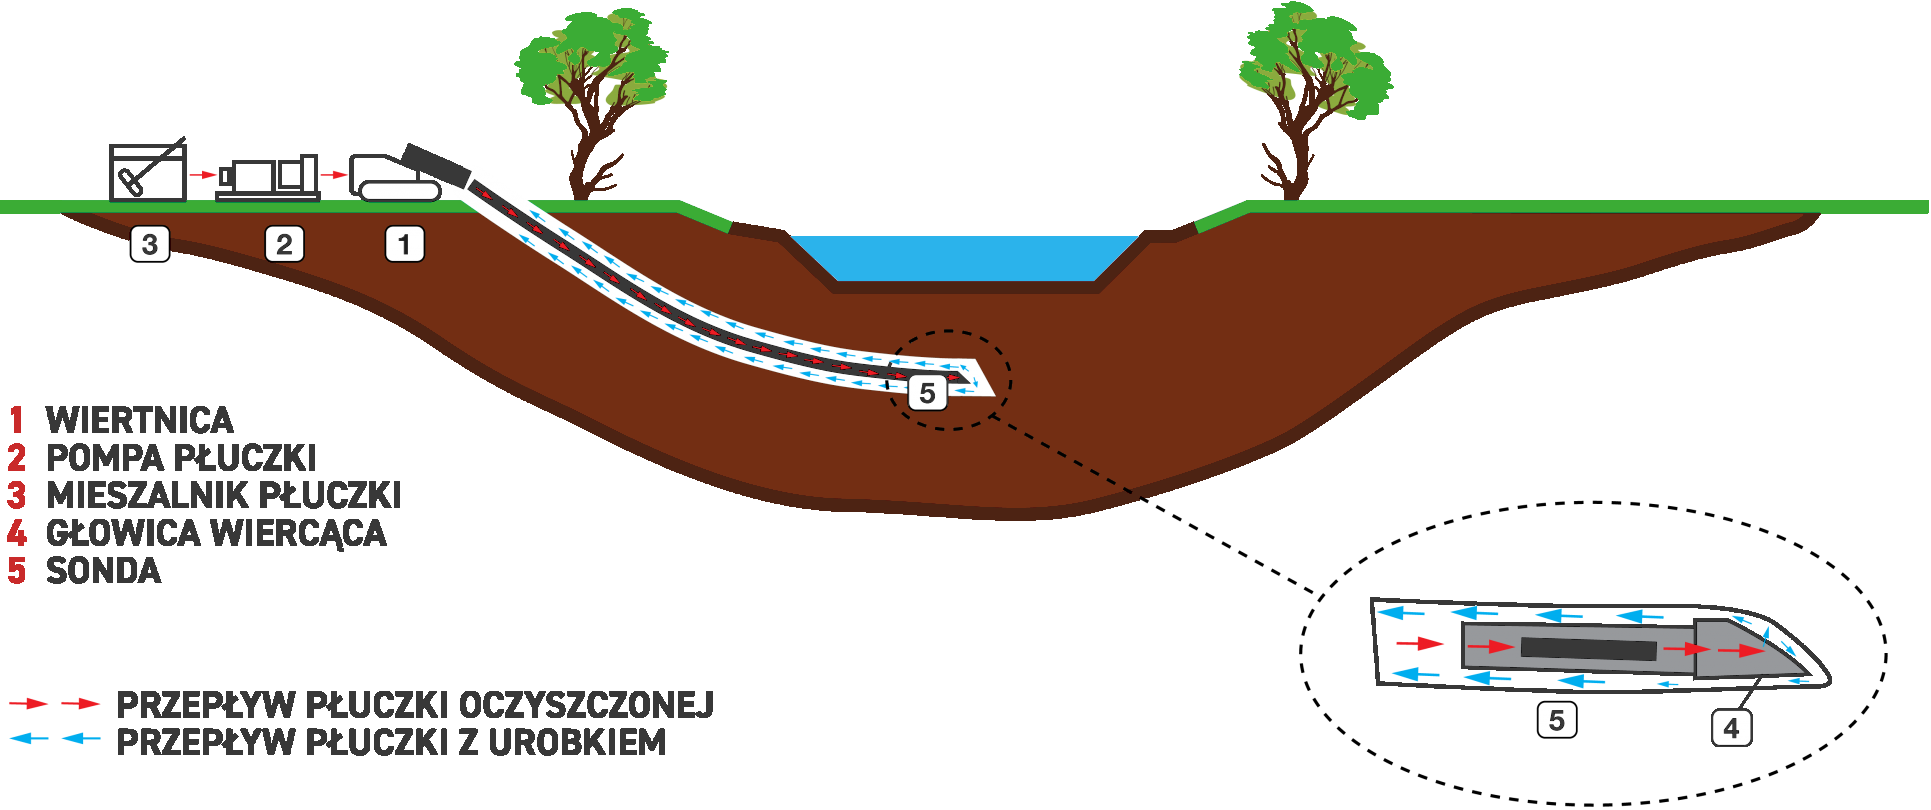 3
2
1
5
1 WIERTNICA
2 POMPA PŁUCZKI
3 MIESZALNIK PŁUCZKI
4 GŁOWICA WIERCĄCA
5 SONDA
5
4
PRZEPŁYW PŁUCZKI OCZYSZCZONEJ
PRZEPŁYW PŁUCZKI Z UROBKIEM